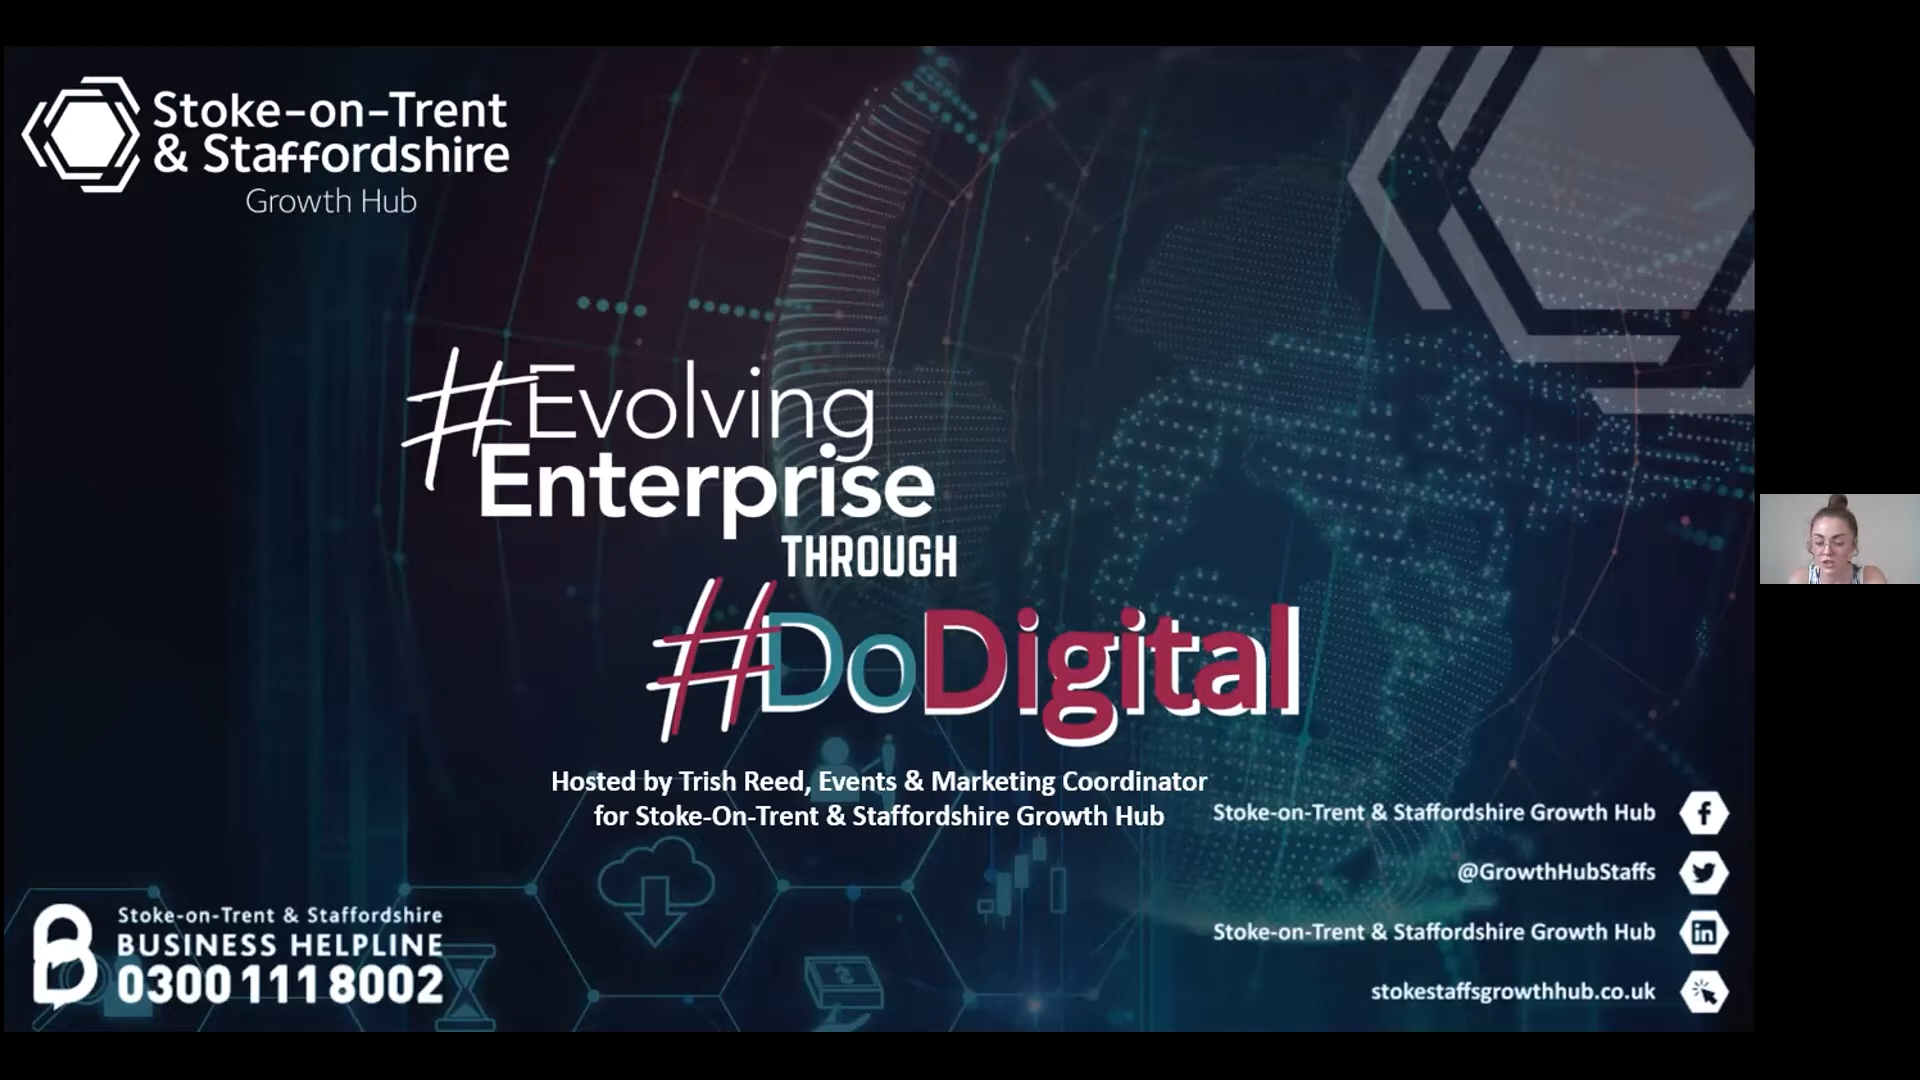 Stoke-on-Trent
& Staffordshire
Growth Hub
#Evolving
Enterprise
THROUGH
#DoDigital
Hosted by Trish Reed, Events & Marketing Coordinator
for Stoke-On-Trent & Staffordshire Growth Hub
Stoke-on-Trent & Staffordshire Growth Hub
@GrowthHubStaffs
Stoke-on-Trent & Staffordshire Growth Hub
stokestaffsgrowthhub.co.uk
Stoke-on-Trent & Staffordshire
BUSINESS HELPLINE
0300 111 8002